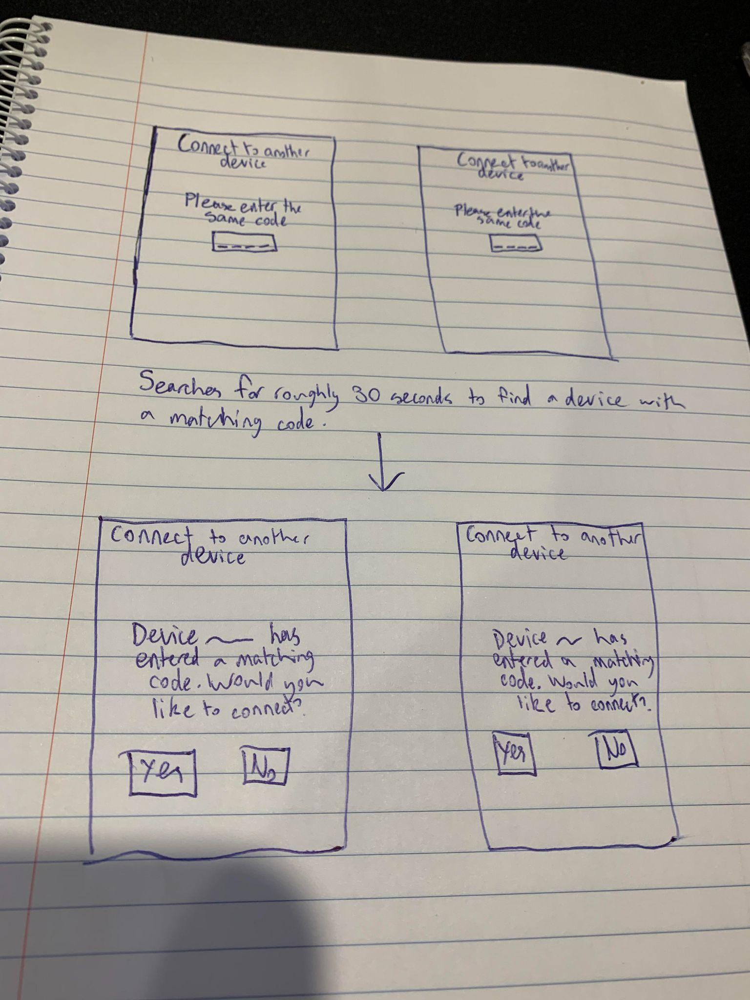 Connect to another
device
Please enter the
same code
Connect to another
device
Please enter the
same code
Searches for roughly 30 seconds to find a device with
a matching code.
Connect to another
device
Device has
entered a matching
code. Would you
like to connect?
Yes No
Connect to another
device
Device ~ has
entered a matching
code. Would you
like to connect?
Yes No